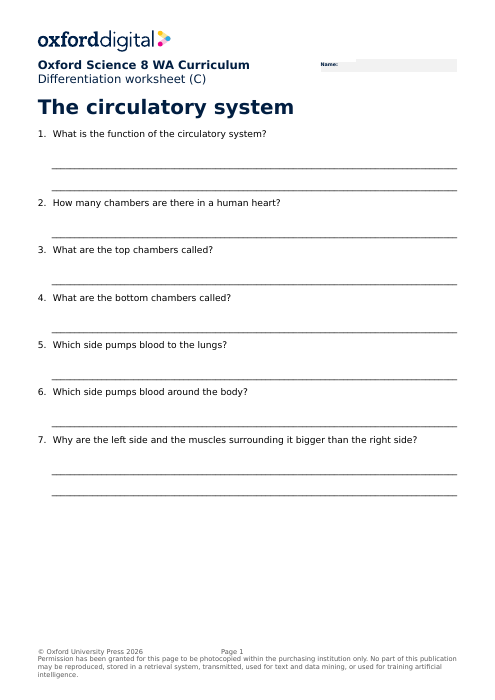 oxforddigital
Oxford Science 8 WA Curriculum
Name:
Differentiation worksheet (C)
The circulatory system
1. What is the function of the circulatory system?
2. How many chambers are there in a human heart?
3. What are the top chambers called?
4. What are the bottom chambers called?
5. Which side pumps blood to the lungs?
6. Which side pumps blood around the body?
7. Why are the left side and the muscles surrounding it bigger than the right side?
© Oxford University Press 2026 Page 1
Permission has been granted for this page to be photocopied within the purchasing institution only. No part of this publication
may be reproduced, stored in a retrieval system, transmitted, used for text and data mining, or used for training artificial
intelligence.